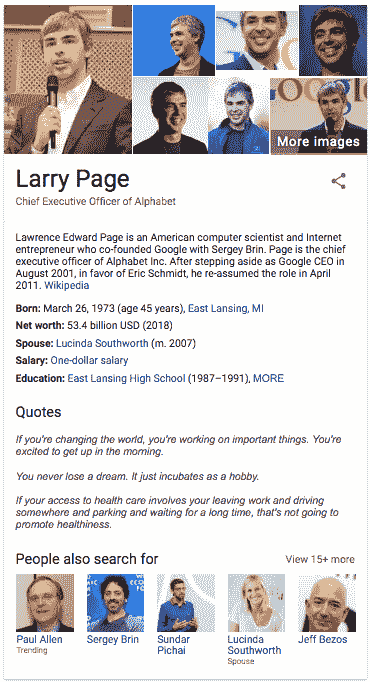 More images
Larry Page
Chief Executive Officer of Alphabet
Lawrence Edward Page is an American computer scientist and Internet
entrepreneur who co-founded Google with Sergey Brin. Page is the chief
executive officer of Alphabet Inc. After stepping aside as Google CEO in
August 2001, in favor of Eric Schmidt, he re-assumed the role in April
2011. Wikipedia
Born: March 26, 1973 (age 45 years), East Lansing, MI
Net worth: 53.4 billion USD (2018)
Spouse: Lucinda Southworth (m. 2007)
Salary: One-dollar salary
Education: East Lansing High School (1987–1991), MORE
Quotes
If you're changing the world, you're working on important things. You're
excited to get up in the morning.
You never lose a dream. It just incubates as a hobby.
If your access to health care involves your leaving work and driving
somewhere and parking and waiting for a long time, that's not going to
promote healthiness.
People also search for View 15+ more
Paul Allen Sergey Brin Sundar Lucinda Jeff Bezos
Trending Pichai Southworth
Spouse